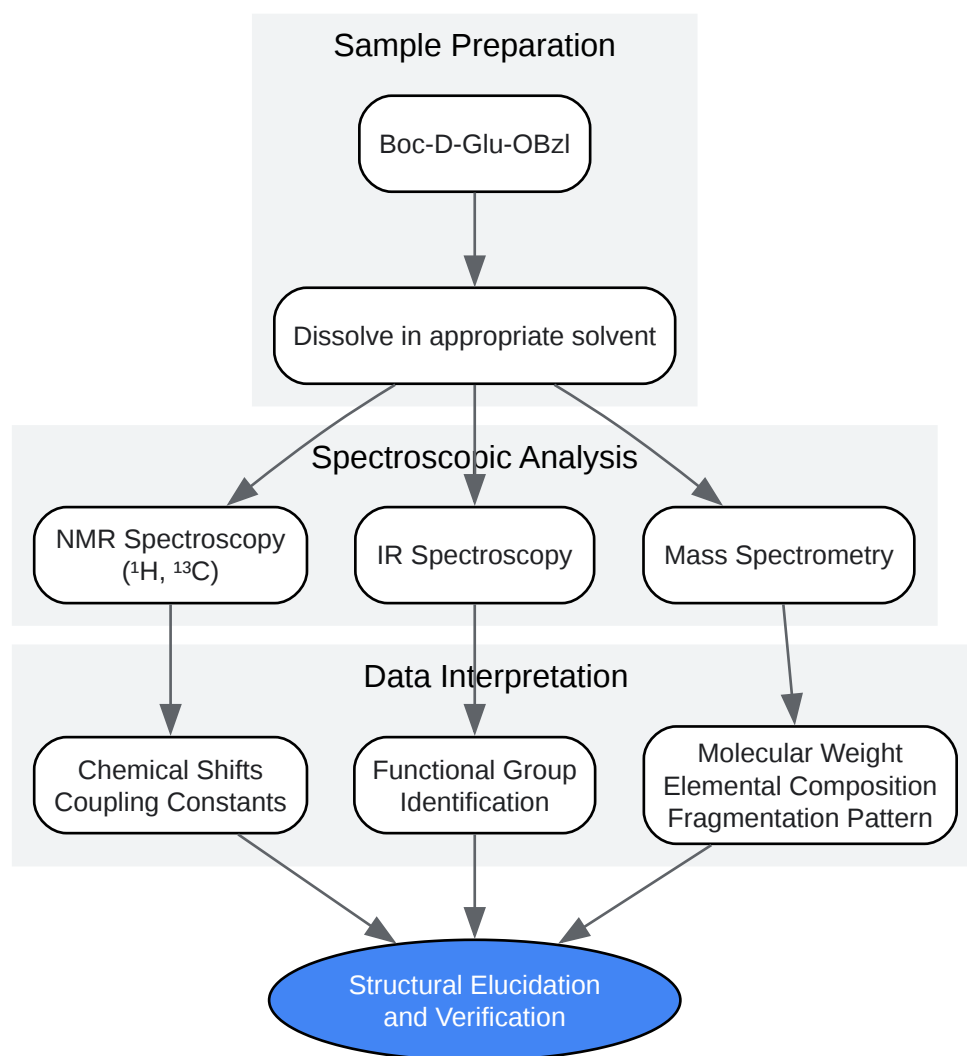 Sample Preparation
Boc-D-Glu-OBzl
Dissolve in appropriate solvent
Spectroscopic Analysis
NMR Spectroscopy
(¹H, ¹³C)
IR Spectroscopy
Mass Spectrometry
Data Interpretation
Chemical Shifts
Coupling Constants
Functional Group
Identification
Molecular Weight
Elemental Composition
Fragmentation Pattern
Structural Elucidation
and Verification